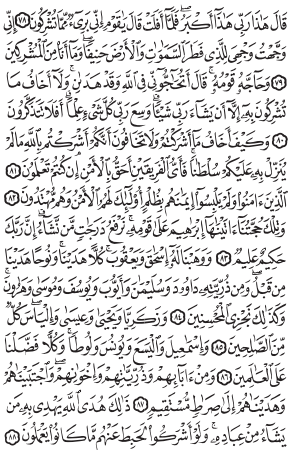 قَالَ هَٰذَا رَبِّي هَٰذَآ أَكْبَرُ فَلَمَّآ أَفَلَتْ قَالَ يَٰقَوْمِ إِنِّي بَرِيٓءٌ مِّمَّا تُشْرِكُونَ ٧٨ إِنِّي
وَجَّهْتُ وَجْهِيَ لِلَّذِي فَطَرَ ٱلسَّمَٰوَٰتِ وَٱلْأَرْضَ حَنِيفًا وَمَآ أَنَا۠ مِنَ ٱلْمُشْرِكِينَ
٧٩ وَحَآجَّهُۥ قَوْمُهُۥ قَالَ أَتُحَٰٓجُّوٓنِّي فِي ٱللَّهِ وَقَدْ هَدَىٰنِ وَلَآ أَخَافُ مَا
تُشْرِكُونَ بِهِۦٓ إِلَّآ أَن يَشَآءَ رَبِّي شَيْـًٔا وَسِعَ رَبِّي كُلَّ شَيْءٍ عِلْمًا أَفَلَا تَتَذَكَّرُونَ
٨٠ وَكَيْفَ أَخَافُ مَآ أَشْرَكْتُمْ وَلَا تَخَافُونَ أَنَّكُمْ أَشْرَكْتُم بِٱللَّهِ مَا لَمْ
يُنَزِّلْ بِهِۦ عَلَيْكُمْ سُلْطَٰنًا فَأَيُّ ٱلْفَرِيقَيْنِ أَحَقُّ بِٱلْأَمْنِ إِن كُنتُمْ تَعْلَمُونَ ٨١
ٱلَّذِينَ ءَامَنُوا۟ وَلَمْ يَلْبِسُوٓا۟ إِيمَٰنَهُم بِظُلْمٍ أُو۟لَٰٓئِكَ لَهُمُ ٱلْأَمْنُ وَهُم مُّهْتَدُونَ ٨٢
وَتِلْكَ حُجَّتُنَآ ءَاتَيْنَٰهَآ إِبْرَٰهِيمَ عَلَىٰ قَوْمِهِۦ نَرْفَعُ دَرَجَٰتٍ مَّن نَّشَآءُ إِنَّ رَبَّكَ
حَكِيمٌ عَلِيمٌ ٨٣ وَوَهَبْنَا لَهُۥٓ إِسْحَٰقَ وَيَعْقُوبَ كُلًّا هَدَيْنَا وَنُوحًا هَدَيْنَا
مِن قَبْلُ وَمِن ذُرِّيَّتِهِۦ دَاوُۥدَ وَسُلَيْمَٰنَ وَأَيُّوبَ وَيُوسُفَ وَمُوسَىٰ وَهَٰرُونَ
وَكَذَٰلِكَ نَجْزِي ٱلْمُحْسِنِينَ ٨٤ وَزَكَرِيَّا وَيَحْيَىٰ وَعِيسَىٰ وَإِلْيَاسَ كُلٌّ
مِّنَ ٱلصَّٰلِحِينَ ٨٥ وَإِسْمَٰعِيلَ وَٱلْيَسَعَ وَيُونُسَ وَلُوطًا وَكُلًّا فَضَّلْنَا
عَلَى ٱلْعَٰلَمِينَ ٨٦ وَمِنْ ءَابَآئِهِمْ وَذُرِّيَّٰتِهِمْ وَإِخْوَٰنِهِمْ وَٱجْتَبَيْنَٰهُمْ
وَهَدَيْنَٰهُمْ إِلَىٰ صِرَٰطٍ مُّسْتَقِيمٍ ٨٧ ذَٰلِكَ هُدَى ٱللَّهِ يَهْدِي بِهِۦ مَن
يَشَآءُ مِنْ عِبَادِهِۦ وَلَوْ أَشْرَكُوا۟ لَحَبِطَ عَنْهُم مَّا كَانُوا۟ يَعْمَلُونَ ٨٨